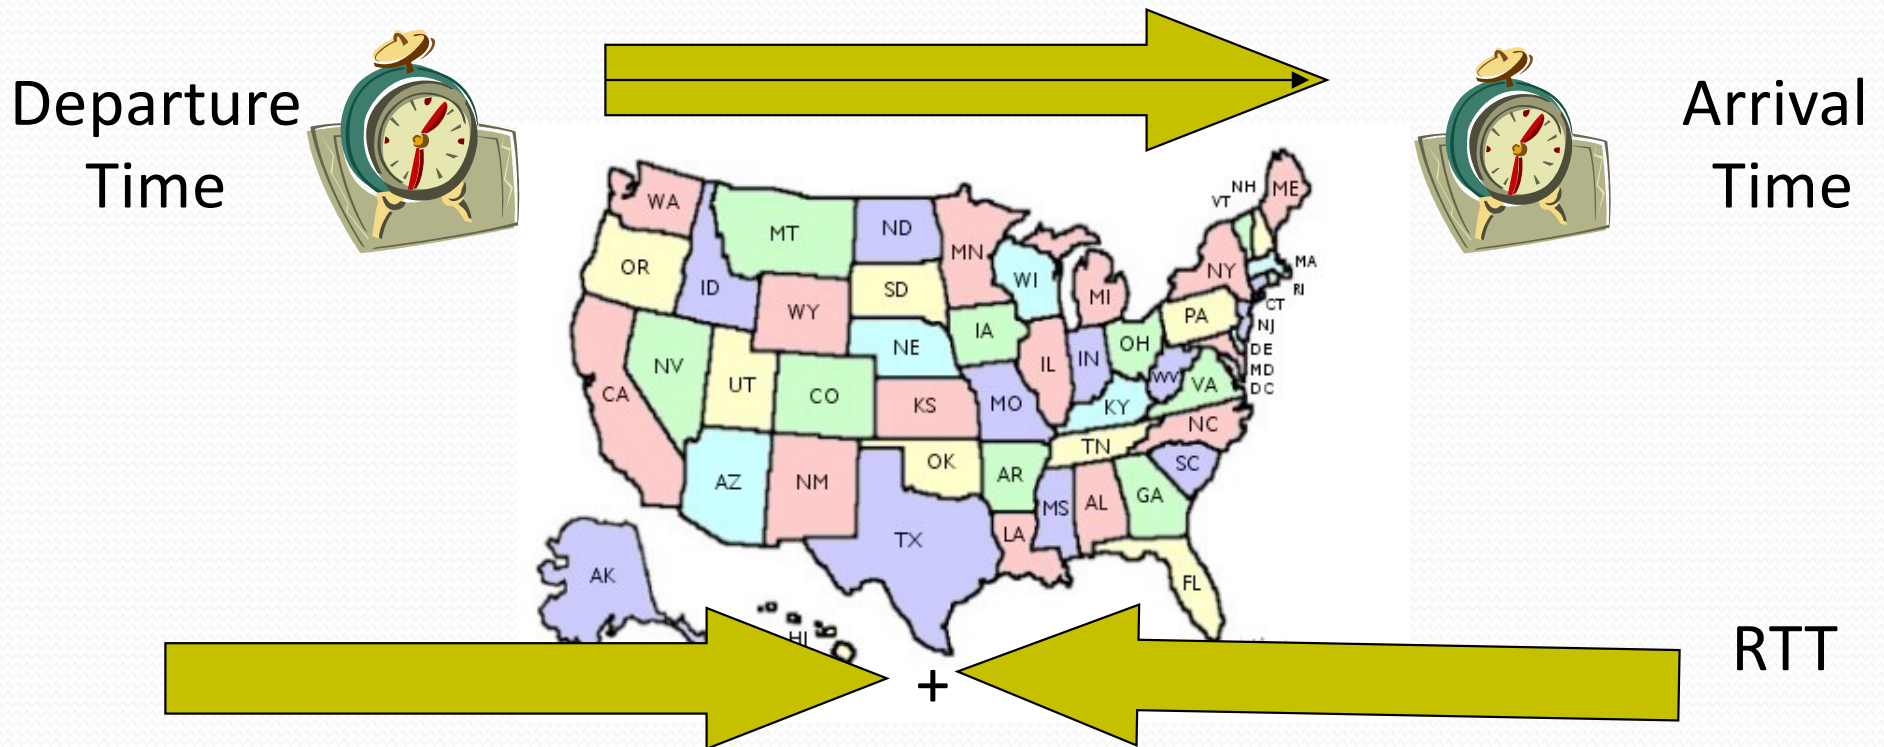 Departure
Time
Arrival
Time
WA
MT
ND
MN
OR
ID
SD
WI
WY
MI
NY
VT
NH
ME
MA
RI
CT
NJ
PA
DE
MD
DC
IA
NE
NV
UT
CO
IL
IN
OH
WV
VA
CA
KS
MO
KY
NC
TN
SC
AZ
NM
OK
AR
MS
AL
GA
TX
LA
AK
FL
HI
RTT
+